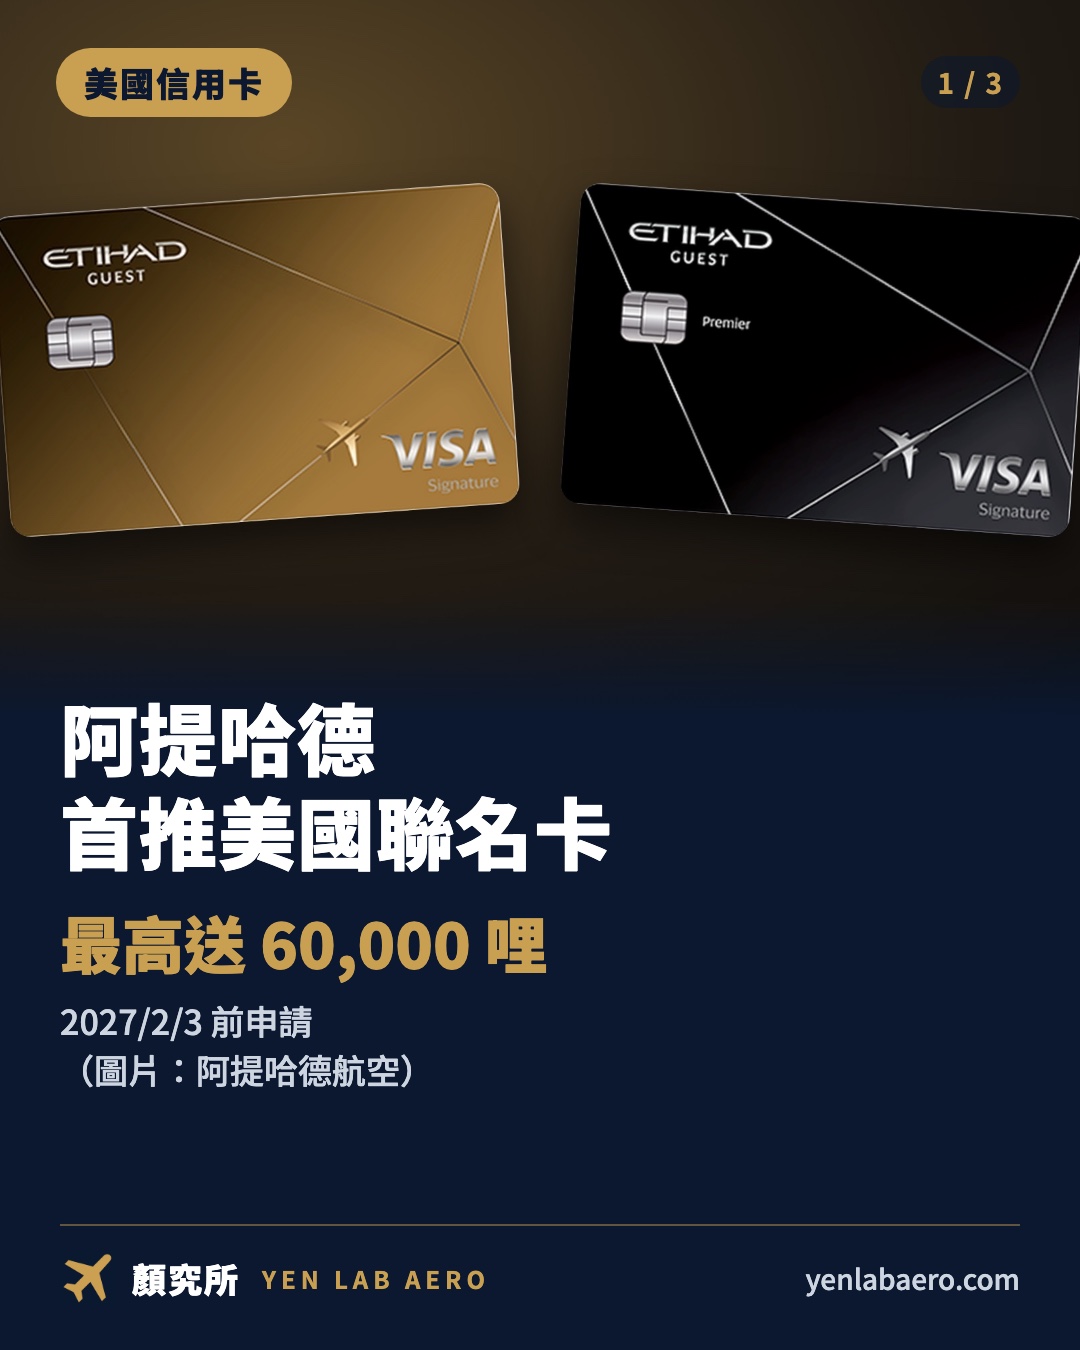 美國信用卡
1 / 3
ETIHAD
GUEST
VISA
Signature
ETIHAD
GUEST
Premier
VISA
Signature
阿提哈德
首推美國聯名卡
最高送 60,000 哩
2027/2/3 前申請
（圖片：阿提哈德航空）
顏究所 YEN LAB AERO
yenlabaero.com